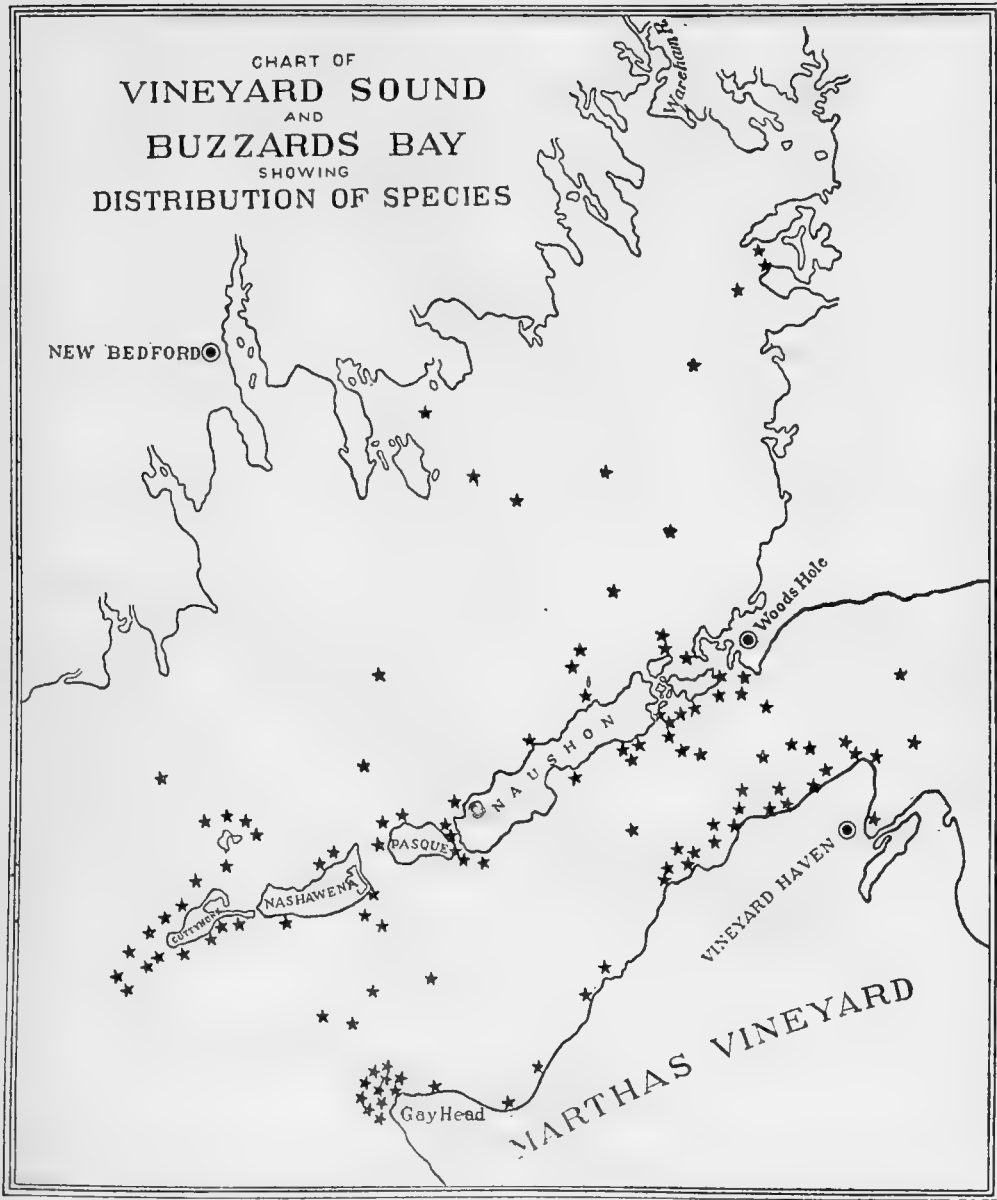 CHART OF
VINEYARD SOUND
AND
BUZZARDS BAY
SHOWING
DISTRIBUTION OF SPECIES
Wareham R.
NEW BEDFORD
Woods Hole
NAUSHON
PASQUE
NASHAWENA
CUTTYHUNK
VINEYARD HAVEN
MARTHAS VINEYARD
Gay Head